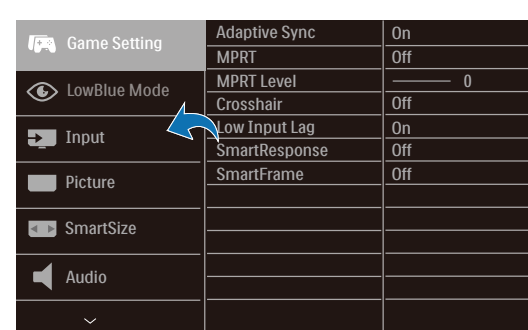 Game Setting
LowBlue Mode
Input
Picture
SmartSize
Audio
Adaptive Sync On
MPRT Off
MPRT Level 0
Crosshair Off
Low Input Lag On
SmartResponse Off
SmartFrame Off